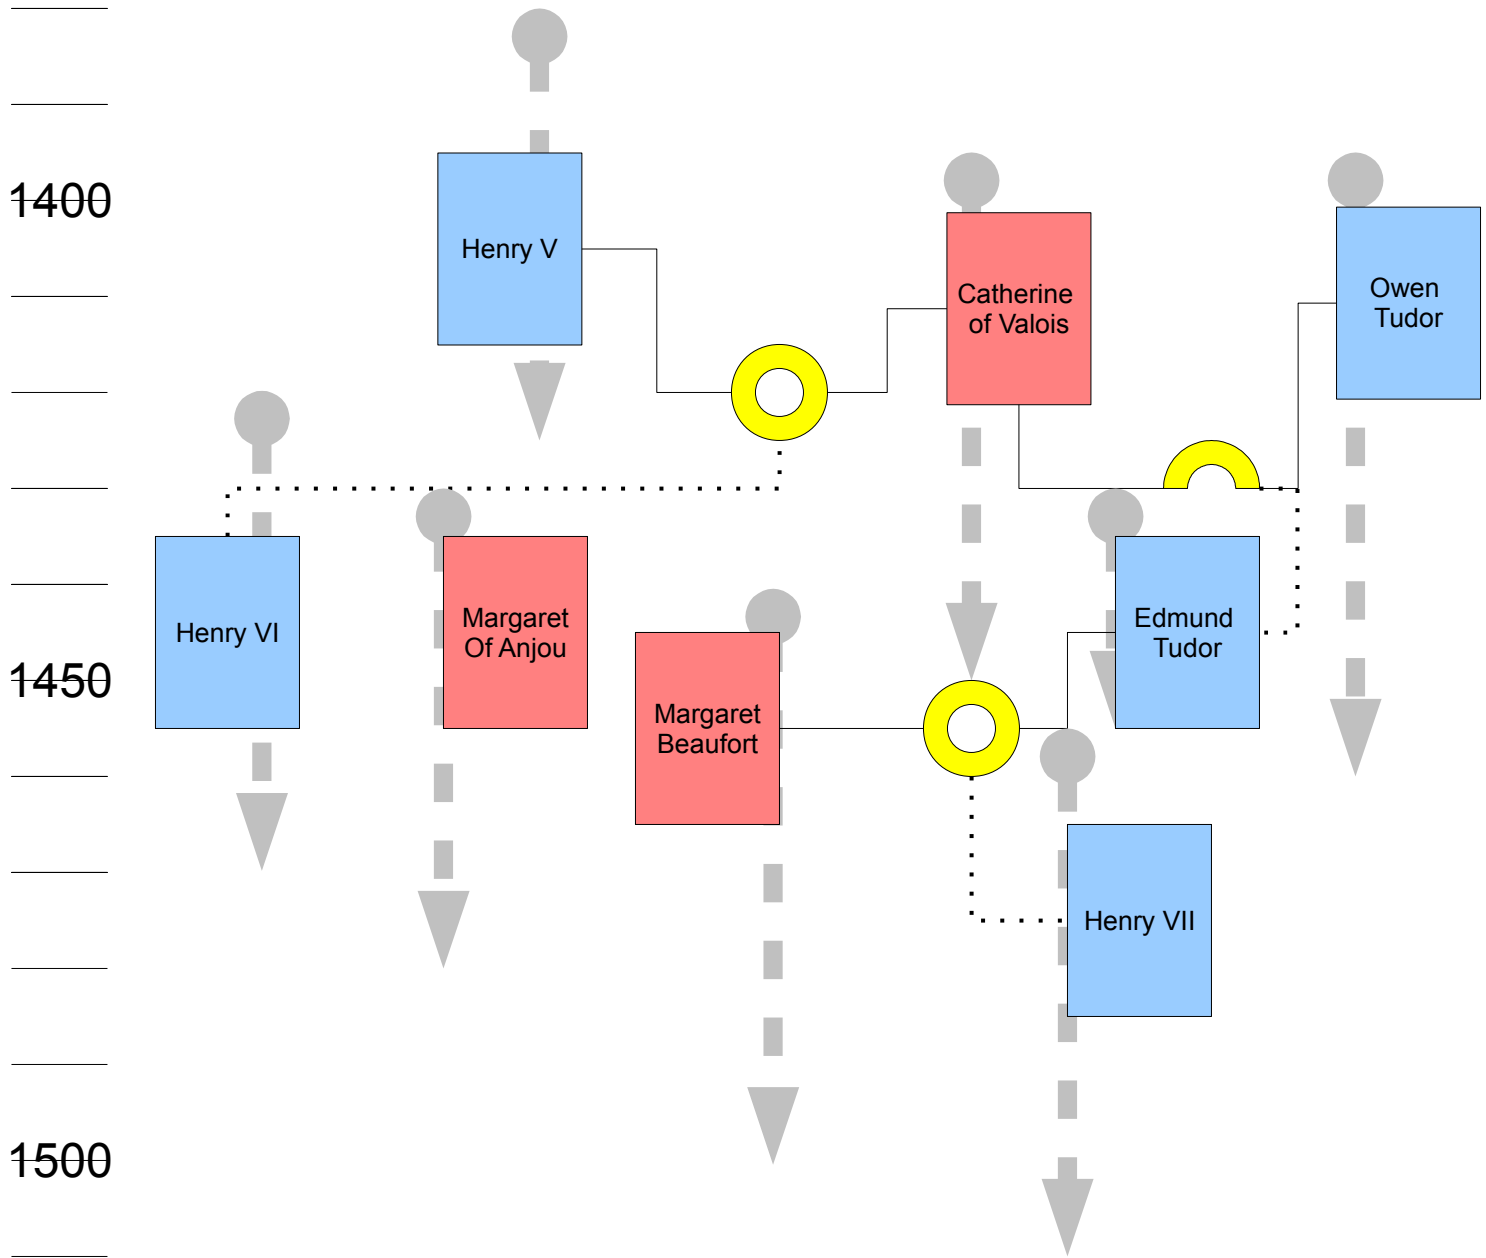 1400
Henry V
Catherine
of Valois
Owen
Tudor
Henry VI
Margaret
Of Anjou
Edmund
Tudor
1450
Margaret
Beaufort
Henry VII
1500